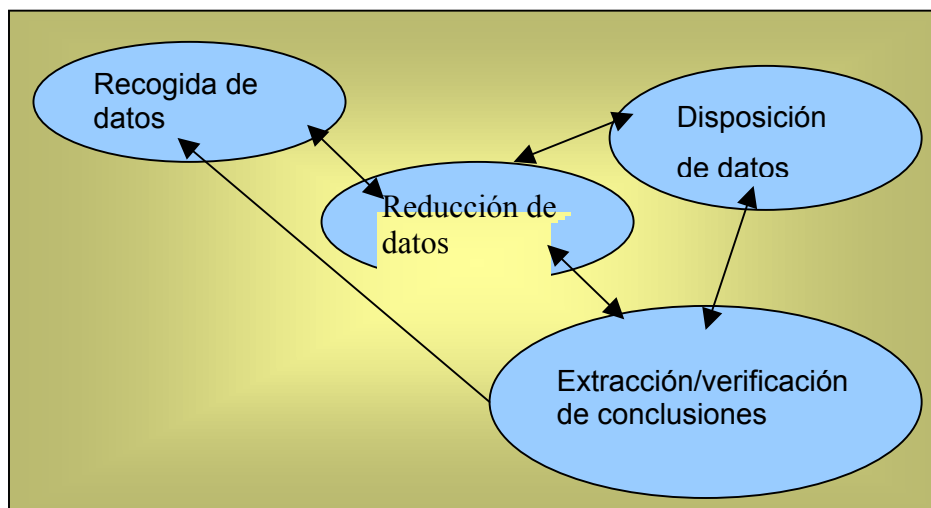 Recogida de
datos
Disposición
de datos
Reducción de
datos
Extracción/verificación
de conclusiones